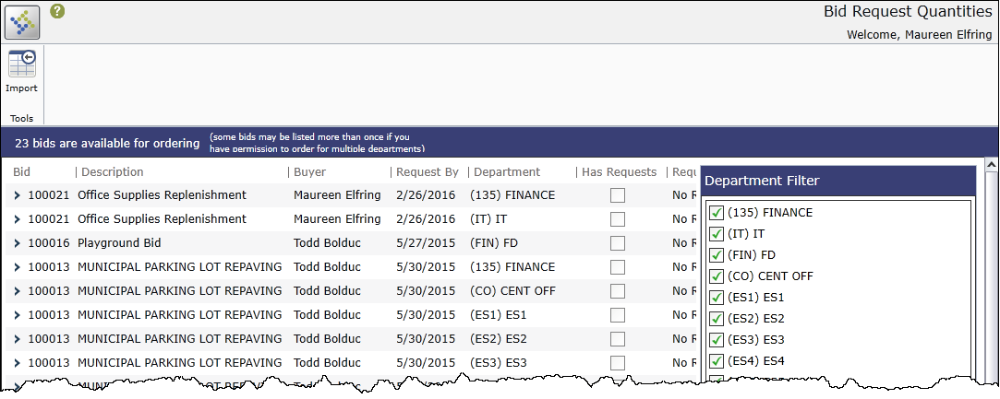 Bid Request Quantities
Welcome, Maureen Elfring
Import
Tools
23 bids are available for ordering
(some bids may be listed more than once if you
have permission to order for multiple departments)
Bid Description Buyer Request By Department Has Requests Requ
100021 Office Supplies Replenishment Maureen Elfring 2/26/2016 (135) FINANCE No R
100021 Office Supplies Replenishment Maureen Elfring 2/26/2016 (IT) IT No R
100016 Playground Bid Todd Bolduc 5/27/2015 (FIN) FD No R
100013 MUNICIPAL PARKING LOT REPAVING Todd Bolduc 5/30/2015 (135) FINANCE No R
100013 MUNICIPAL PARKING LOT REPAVING Todd Bolduc 5/30/2015 (CO) CENT OFF No R
100013 MUNICIPAL PARKING LOT REPAVING Todd Bolduc 5/30/2015 (ES1) ES1 No R
100013 MUNICIPAL PARKING LOT REPAVING Todd Bolduc 5/30/2015 (ES2) ES2 No R
100013 MUNICIPAL PARKING LOT REPAVING Todd Bolduc 5/30/2015 (ES3) ES3 No R
Department Filter
(135) FINANCE
(IT) IT
(FIN) FD
(CO) CENT OFF
(ES1) ES1
(ES2) ES2
(ES3) ES3
(ES4) ES4